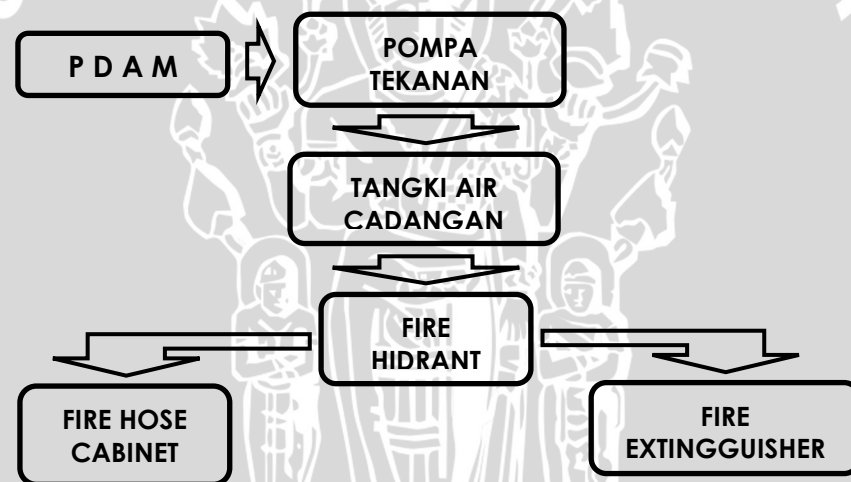 P D A M
POMPA
TEKANAN
TANGKI AIR
CADANGAN
FIRE
HIDRANT
FIRE HOSE
CABINET
FIRE
EXTINGGUISHER